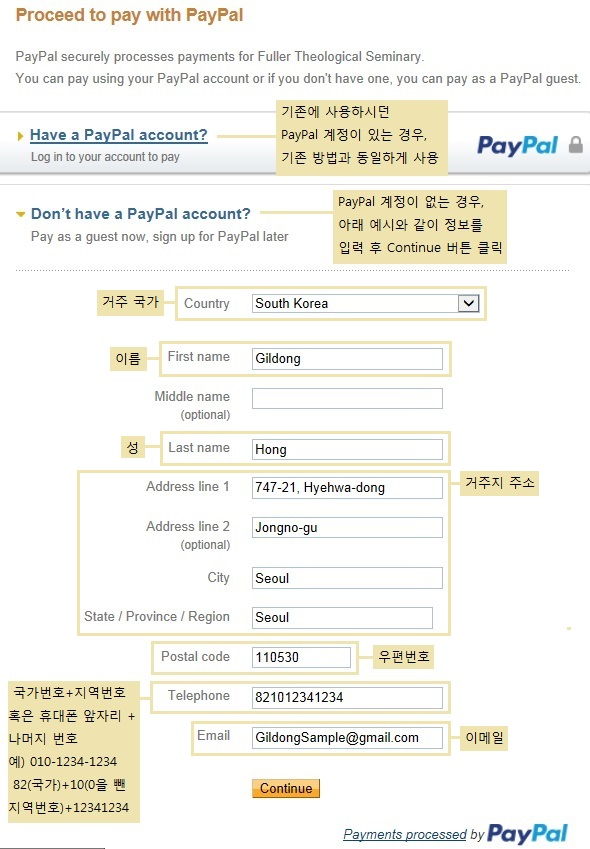 Proceed to pay with PayPal
PayPal securely processes payments for Fuller Theological Seminary.
You can pay using your PayPal account or if you don't have one, you can pay as a PayPal guest.
기존에 사용하시던
PayPal 계정이 있는 경우,
기존 방법과 동일하게 사용
Have a PayPal account?
Log in to your account to pay
PayPal
PayPal 계정이 없는 경우,
아래 예시와 같이 정보를
입력 후 Continue 버튼 클릭
Don't have a PayPal account?
Pay as a guest now, sign up for PayPal later
거주 국가 Country South Korea
이름 First name Gildong
Middle name
(optional)
성 Last name Hong
Address line 1 747-21, Hyehwa-dong 거주지 주소
Address line 2 Jongno-gu
(optional)
City Seoul
State / Province / Region Seoul
Postal code 110530 우편번호
Telephone 821012341234
국가번호+지역번호
혹은 휴대폰 앞자리 +
나머지 번호
예) 010-1234-1234
82(국가)+10(0을 뺀
지역번호)+12341234
Email GildongSample@gmail.com 이메일
Continue
Payments processed by PayPal